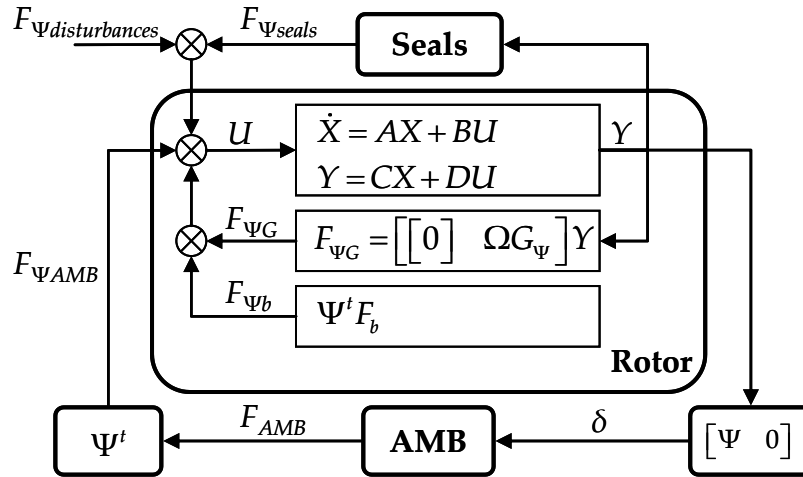 F_Ψdisturbances
F_Ψseals
Seals
U
Ẋ = AX + BU
Y = CX + DU
Y
F_ΨG
F_ΨG = [[0] ΩG_Ψ]Y
F_ΨAMB
F_Ψb
Ψ^t F_b
Rotor
Ψ^t
F_AMB
AMB
δ
[Ψ 0]